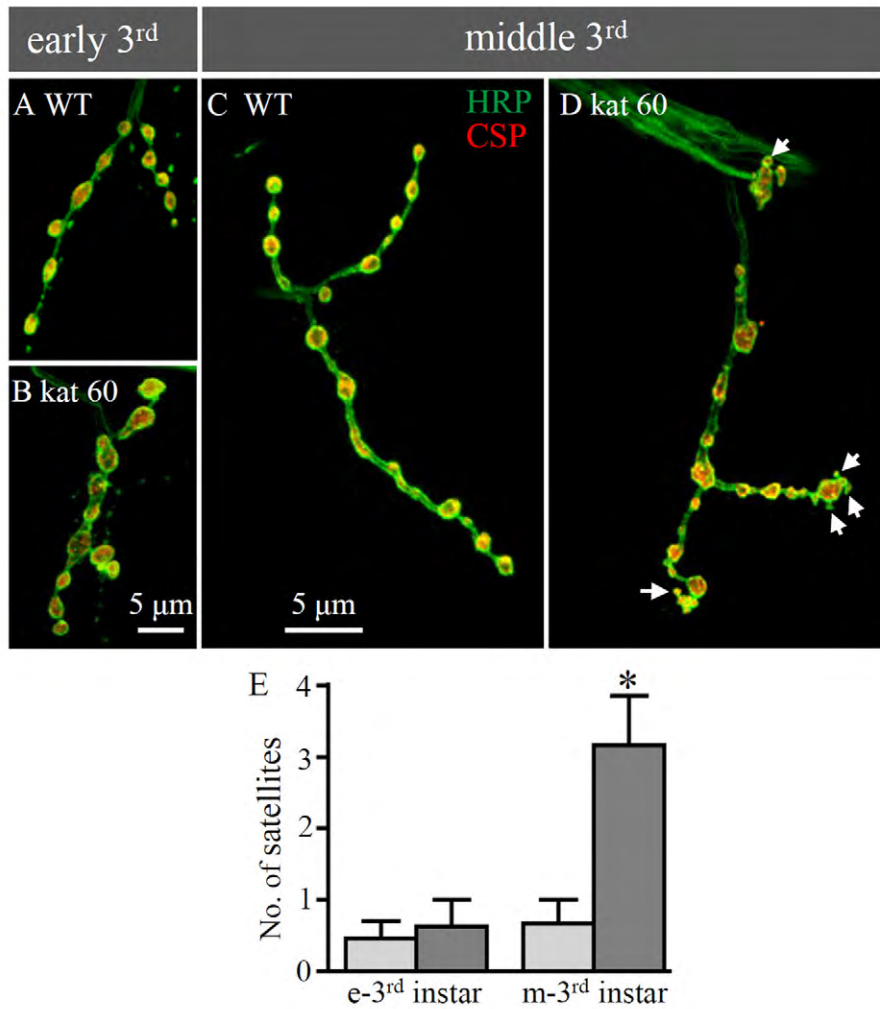 early 3rd
middle 3rd
A WT
C WT
HRP
CSP
D kat 60
B kat 60
5 μm
5 μm
E
No. of satellites
4
*
3
2
1
0
e-3rd instar
m-3rd instar